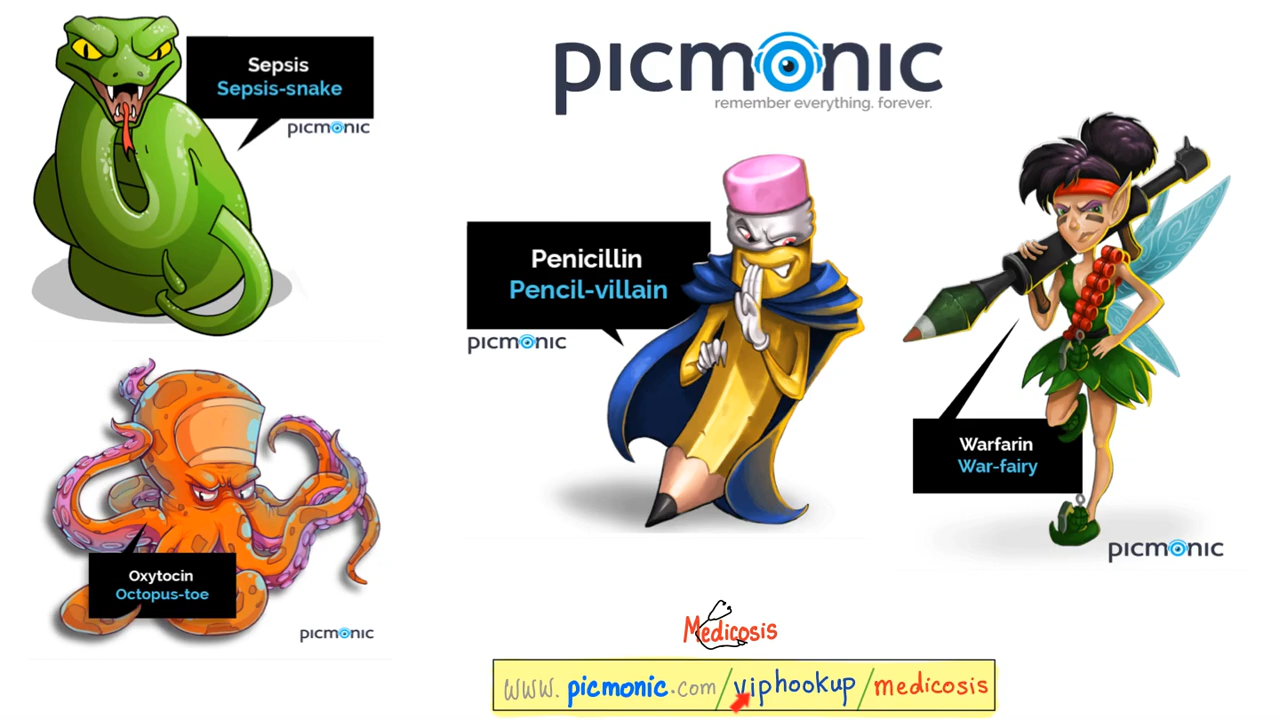 Sepsis
Sepsis-snake
picmonic
picmonic
remember everything. forever.
Penicillin
Pencil-villain
picmonic
Warfarin
War-fairy
picmonic
Oxytocin
Octopus-toe
picmonic
Medicosis
www.picmonic.com/viphookup/medicosis